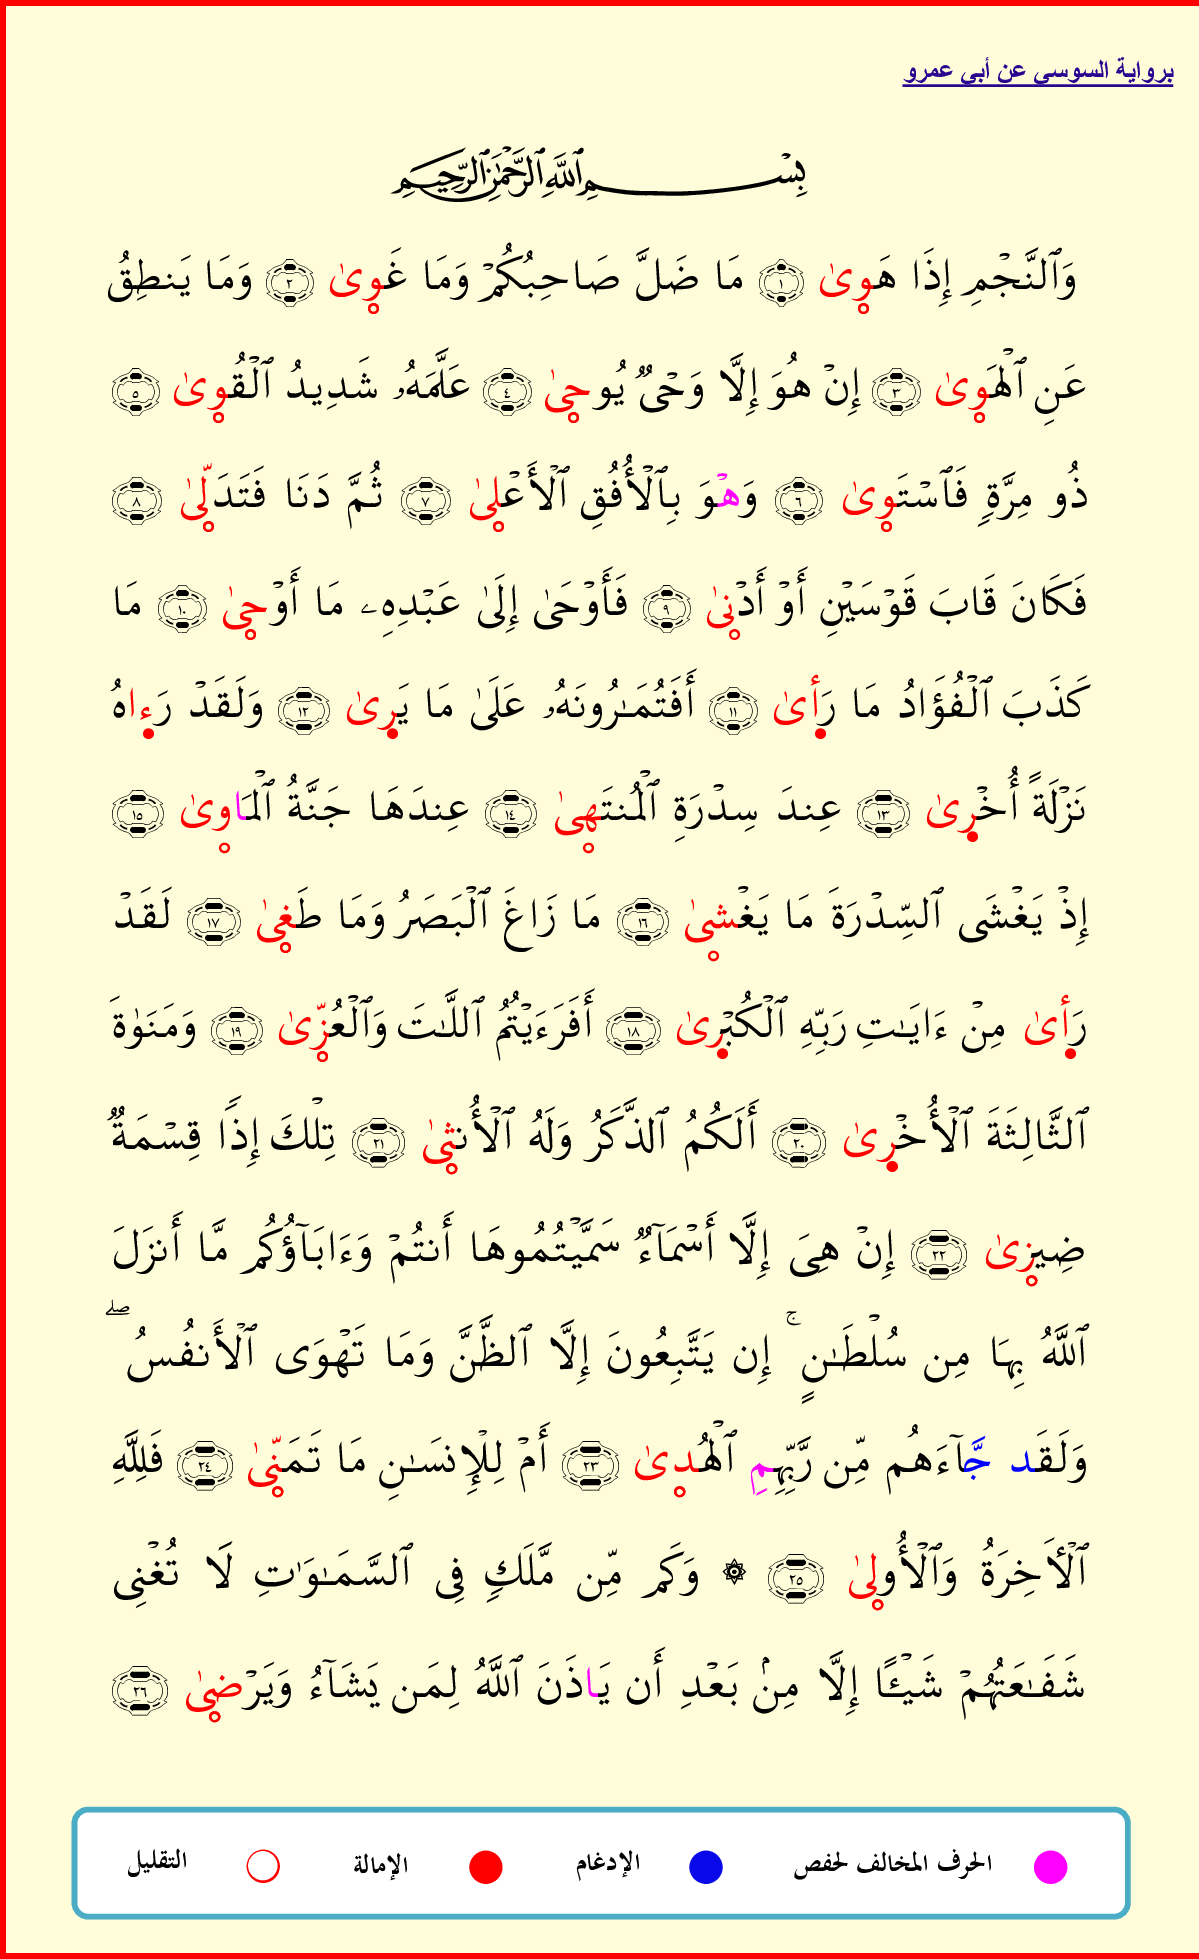 برواية السوسي عن أبي عمرو
بِسْمِ ٱللَّهِ ٱلرَّحْمَٰنِ ٱلرَّحِيمِ
وَٱلنَّجْمِ إِذَا هَوِىٰ ١ مَا ضَلَّ صَاحِبُكُمْ وَمَا غَوِىٰ ٢ وَمَا يَنطِقُ
عَنِ ٱلْهَوِىٰ ٣ إِنْ هُوَ إِلَّا وَحْىٌ يُوحِىٰ ٤ عَلَّمَهُۥ شَدِيدُ ٱلْقُوِىٰ ٥
ذُو مِرَّةٍ فَٱسْتَوِىٰ ٦ وَهْوَ بِٱلْأُفُقِ ٱلْأَعْلِىٰ ٧ ثُمَّ دَنَا فَتَدَلِّىٰ ٨
فَكَانَ قَابَ قَوْسَيْنِ أَوْ أَدْنِىٰ ٩ فَأَوْحَىٰ إِلَىٰ عَبْدِهِۦ مَا أَوْحِىٰ ١٠ مَا
كَذَبَ ٱلْفُؤَادُ مَا رَأىٰ ١١ أَفَتُمَـٰرُونَهُۥ عَلَىٰ مَا يَرِىٰ ١٢ وَلَقَدْ رَءاهُ
نَزْلَةً أُخْرِىٰ ١٣ عِندَ سِدْرَةِ ٱلْمُنتَهِىٰ ١٤ عِندَهَا جَنَّةُ ٱلْمَاوِىٰ ١٥
إِذْ يَغْشَى ٱلسِّدْرَةَ مَا يَغْشِىٰ ١٦ مَا زَاغَ ٱلْبَصَرُ وَمَا طَغِىٰ ١٧ لَقَدْ
رَأىٰ مِنْ ءَايَـٰتِ رَبِّهِ ٱلْكُبْرِىٰ ١٨ أَفَرَءَيْتُمُ ٱللَّـٰتَ وَٱلْعُزِّىٰ ١٩ وَمَنَوٰةَ
ٱلثَّالِثَةَ ٱلْأُخْرِىٰ ٢٠ أَلَكُمُ ٱلذَّكَرُ وَلَهُ ٱلْأُنثِىٰ ٢١ تِلْكَ إِذًا قِسْمَةٌ
ضِيزِىٰ ٢٢ إِنْ هِىَ إِلَّا أَسْمَآءٌ سَمَّيْتُمُوهَا أَنتُمْ وَءَابَآؤُكُم مَّا أَنزَلَ
ٱللَّهُ بِهَا مِن سُلْطَـٰنٍ ۚ إِن يَتَّبِعُونَ إِلَّا ٱلظَّنَّ وَمَا تَهْوَى ٱلْأَنفُسُ ۖ
وَلَقَد جَّآءَهُم مِّن رَّبِّهِمِ ٱلْهُدِىٰ ٢٣ أَمْ لِلْإِنسَـٰنِ مَا تَمَنِّىٰ ٢٤ فَلِلَّهِ
ٱلْأَخِرَةُ وَٱلْأُولِىٰ ٢٥ ۞ وَكَم مِّن مَّلَكٍ فِى ٱلسَّمَـٰوَٰتِ لَا تُغْنِى
شَفَـٰعَتُهُمْ شَيْـًٔا إِلَّا مِنۢ بَعْدِ أَن يَاذَنَ ٱللَّهُ لِمَن يَشَآءُ وَيَرْضِىٰ ٢٦
الحرف المخالف لحفص الإدغام الإمالة التقليل